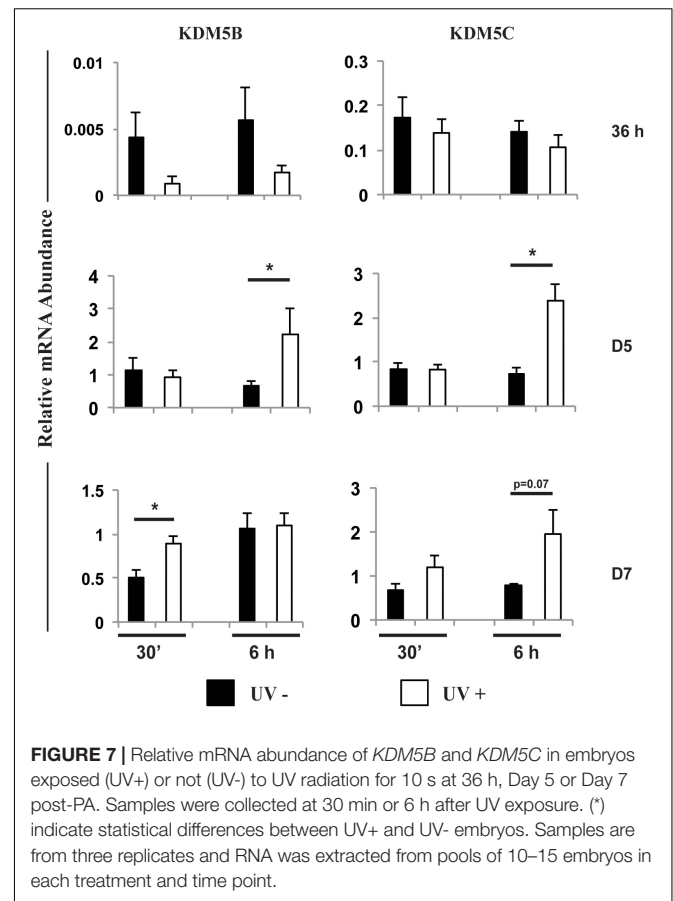 KDM5B KDM5C
Relative mRNA Abundance
0.01
0.005
0
0.3
0.2
0.1
0
36 h
4
3
2
1
0
*
3
2
1
0
*
D5
1.5
1
0.5
0
*
3
2
1
0
p=0.07
D7
30’ 6 h 30’ 6 h
UV - UV +
FIGURE 7 | Relative mRNA abundance of KDM5B and KDM5C in embryos
exposed (UV+) or not (UV-) to UV radiation for 10 s at 36 h, Day 5 or Day 7
post-PA. Samples were collected at 30 min or 6 h after UV exposure. (*)
indicate statistical differences between UV+ and UV- embryos. Samples are
from three replicates and RNA was extracted from pools of 10–15 embryos in
each treatment and time point.